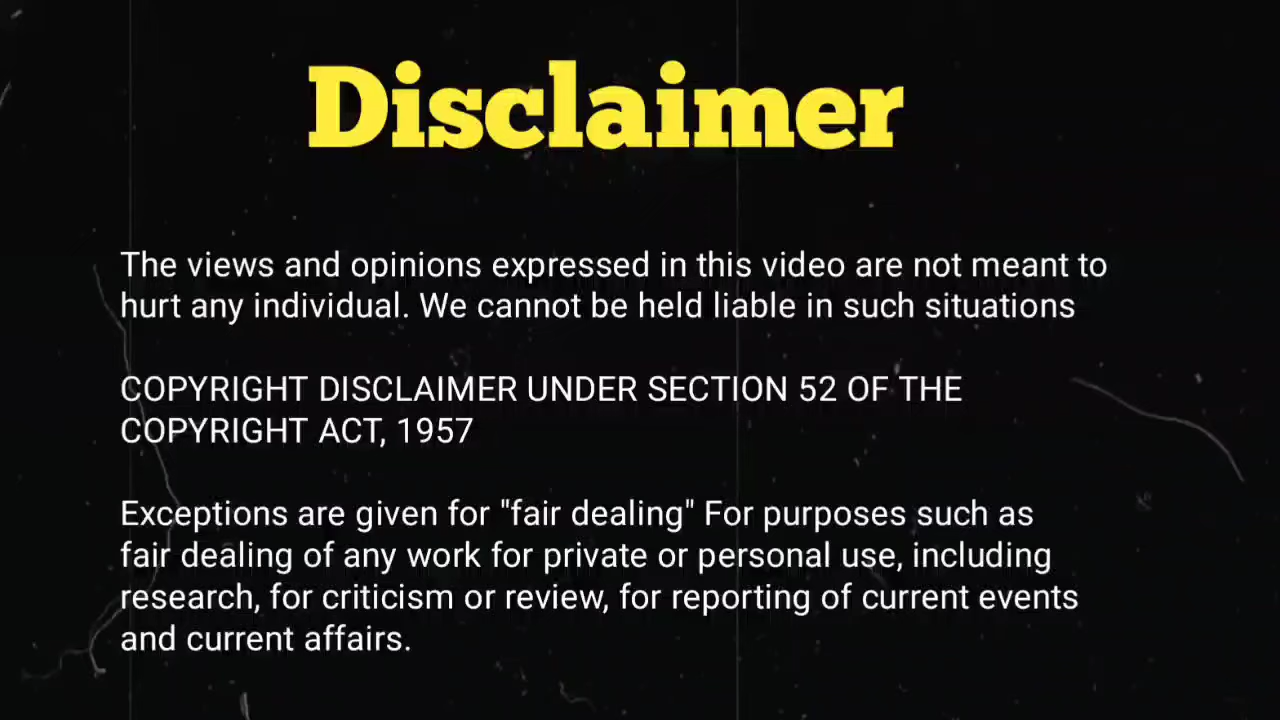 Disclaimer
The views and opinions expressed in this video are not meant to
hurt any individual. We cannot be held liable in such situations
COPYRIGHT DISCLAIMER UNDER SECTION 52 OF THE
COPYRIGHT ACT, 1957
Exceptions are given for "fair dealing" For purposes such as
fair dealing of any work for private or personal use, including
research, for criticism or review, for reporting of current events
and current affairs.